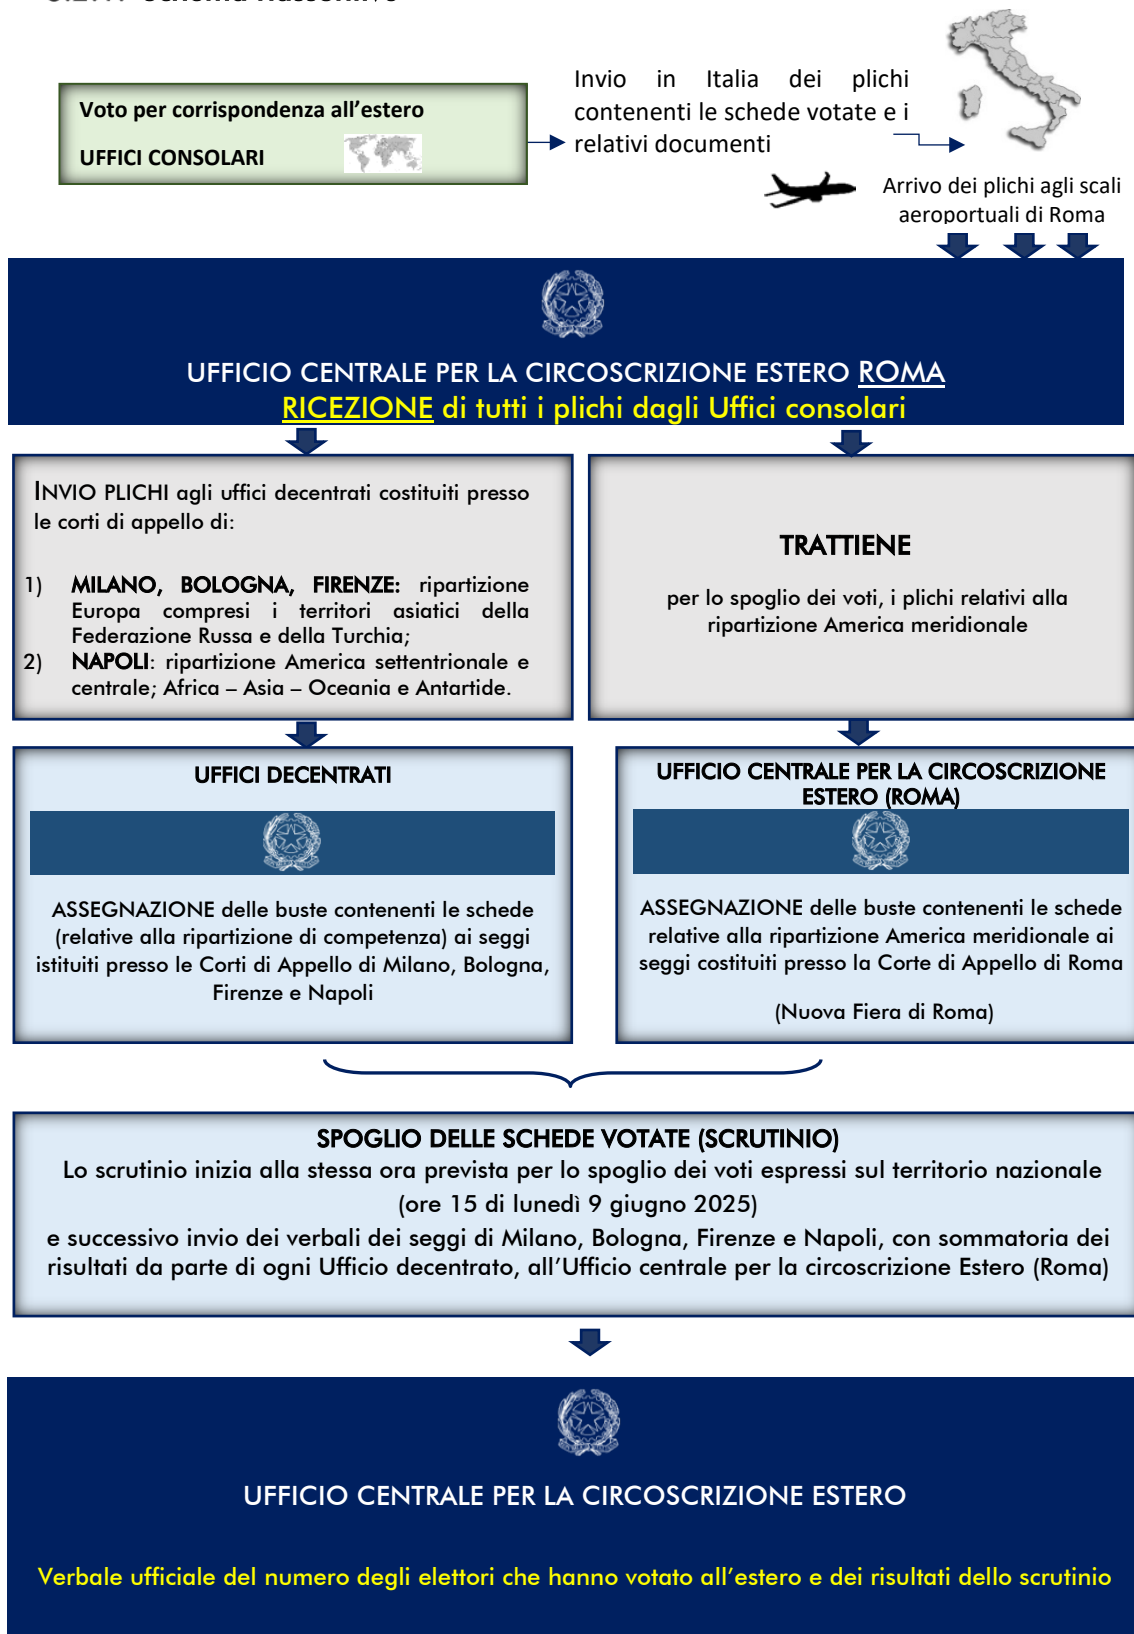 Voto per corrispondenza all'estero
UFFICI CONSOLARI
Invio in Italia dei plichi
contenenti le schede votate e i
relativi documenti
Arrivo dei plichi agli scali
aeroportuali di Roma
UFFICIO CENTRALE PER LA CIRCOSCRIZIONE ESTERO ROMA
RICEZIONE di tutti i plichi dagli Uffici consolari
INVIO PLICHI agli uffici decentrati costituiti presso
le corti di appello di:
1) MILANO, BOLOGNA, FIRENZE: ripartizione
Europa compresi i territori asiatici della
Federazione Russa e della Turchia;
2) NAPOLI: ripartizione America settentrionale e
centrale; Africa – Asia – Oceania e Antartide.
TRATTIENE
per lo spoglio dei voti, i plichi relativi alla
ripartizione America meridionale
UFFICI DECENTRATI
ASSEGNAZIONE delle buste contenenti le schede
(relative alla ripartizione di competenza) ai seggi
istituiti presso le Corti di Appello di Milano, Bologna,
Firenze e Napoli
UFFICIO CENTRALE PER LA CIRCOSCRIZIONE
ESTERO (ROMA)
ASSEGNAZIONE delle buste contenenti le schede
relative alla ripartizione America meridionale ai
seggi costituiti presso la Corte di Appello di Roma
(Nuova Fiera di Roma)
SPOGLIO DELLE SCHEDE VOTATE (SCRUTINIO)
Lo scrutinio inizia alla stessa ora prevista per lo spoglio dei voti espressi sul territorio nazionale
(ore 15 di lunedì 9 giugno 2025)
e successivo invio dei verbali dei seggi di Milano, Bologna, Firenze e Napoli, con sommatoria dei
risultati da parte di ogni Ufficio decentrato, all'Ufficio centrale per la circoscrizione Estero (Roma)
UFFICIO CENTRALE PER LA CIRCOSCRIZIONE ESTERO
Verbale ufficiale del numero degli elettori che hanno votato all'estero e dei risultati dello scrutinio